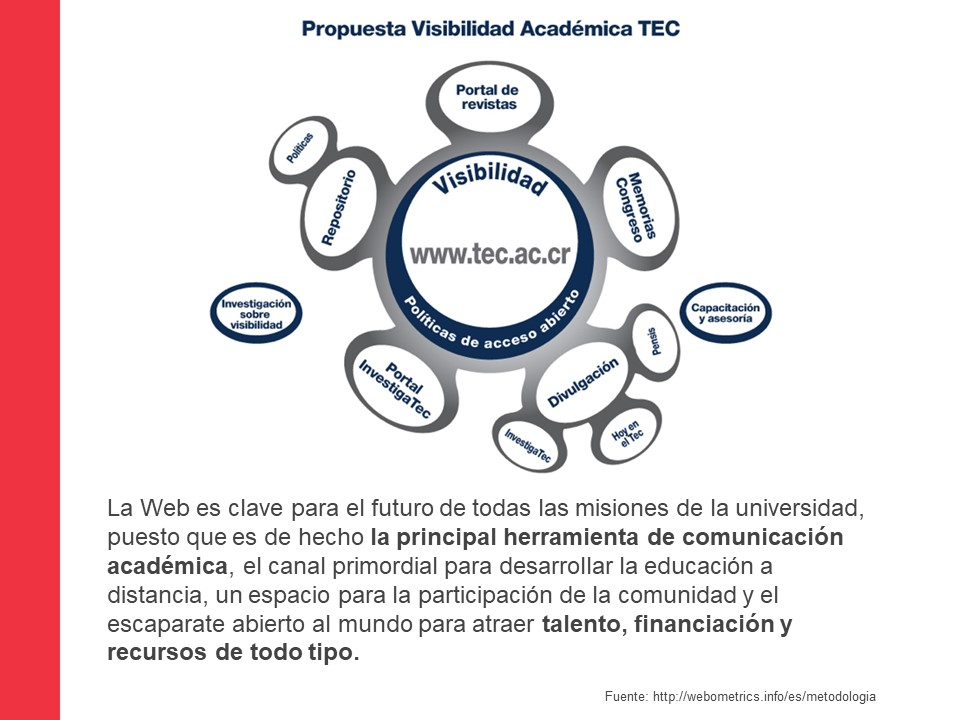 Propuesta Visibilidad Académica TEC
Portal de
revistas
Políticas
Repositorio
Memorias
Congreso
Visibilidad
www.tec.ac.cr
Políticas de acceso abierto
Investigación
sobre
visibilidad
Capacitación
y asesoría
Portal
InvestigaTec
Divulgación
Pensis
InvestigaTec
Hoy en
el Tec
La Web es clave para el futuro de todas las misiones de la universidad,
puesto que es de hecho la principal herramienta de comunicación
académica, el canal primordial para desarrollar la educación a
distancia, un espacio para la participación de la comunidad y el
escaparate abierto al mundo para atraer talento, financiación y
recursos de todo tipo.
Fuente: http://webometrics.info/es/metodologia